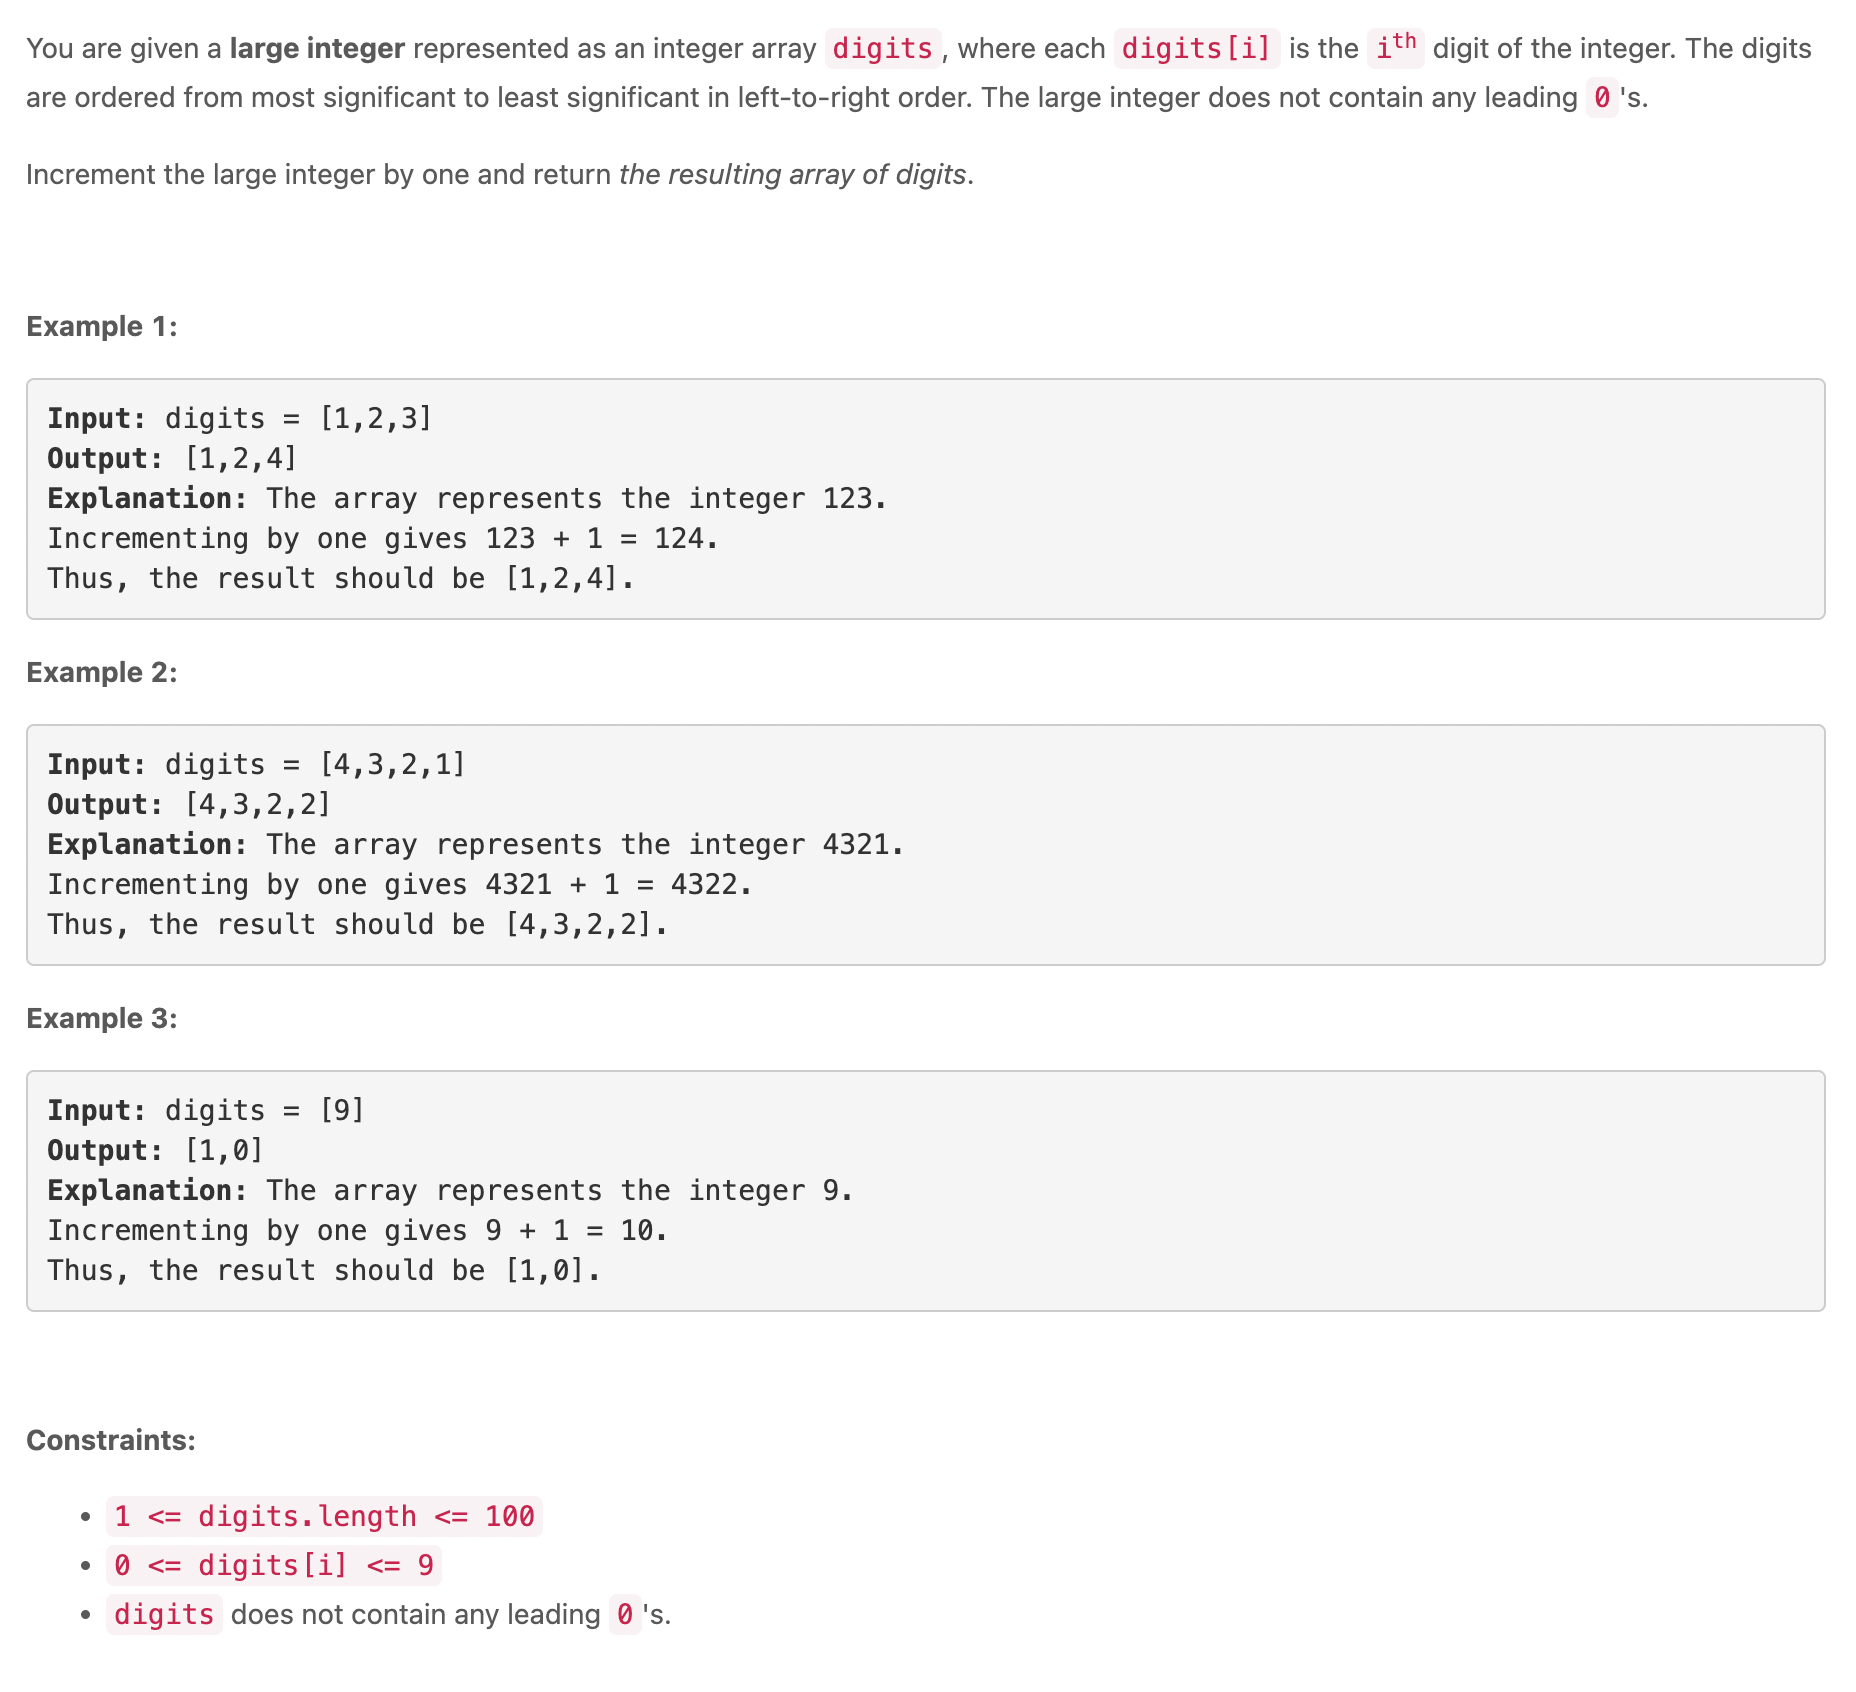 You are given a large integer represented as an integer array digits, where each digits[i] is the ith digit of the integer. The digits
are ordered from most significant to least significant in left-to-right order. The large integer does not contain any leading 0's.
Increment the large integer by one and return the resulting array of digits.
Example 1:
Input: digits = [1,2,3]
Output: [1,2,4]
Explanation: The array represents the integer 123.
Incrementing by one gives 123 + 1 = 124.
Thus, the result should be [1,2,4].
Example 2:
Input: digits = [4,3,2,1]
Output: [4,3,2,2]
Explanation: The array represents the integer 4321.
Incrementing by one gives 4321 + 1 = 4322.
Thus, the result should be [4,3,2,2].
Example 3:
Input: digits = [9]
Output: [1,0]
Explanation: The array represents the integer 9.
Incrementing by one gives 9 + 1 = 10.
Thus, the result should be [1,0].
Constraints:
• 1 <= digits.length <= 100
• 0 <= digits[i] <= 9
• digits does not contain any leading 0's.